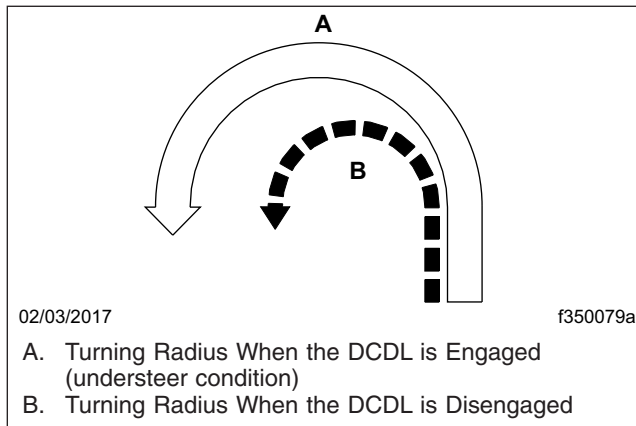 A
B
02/03/2017
f350079a
A. Turning Radius When the DCDL is Engaged
(understeer condition)
B. Turning Radius When the DCDL is Disengaged